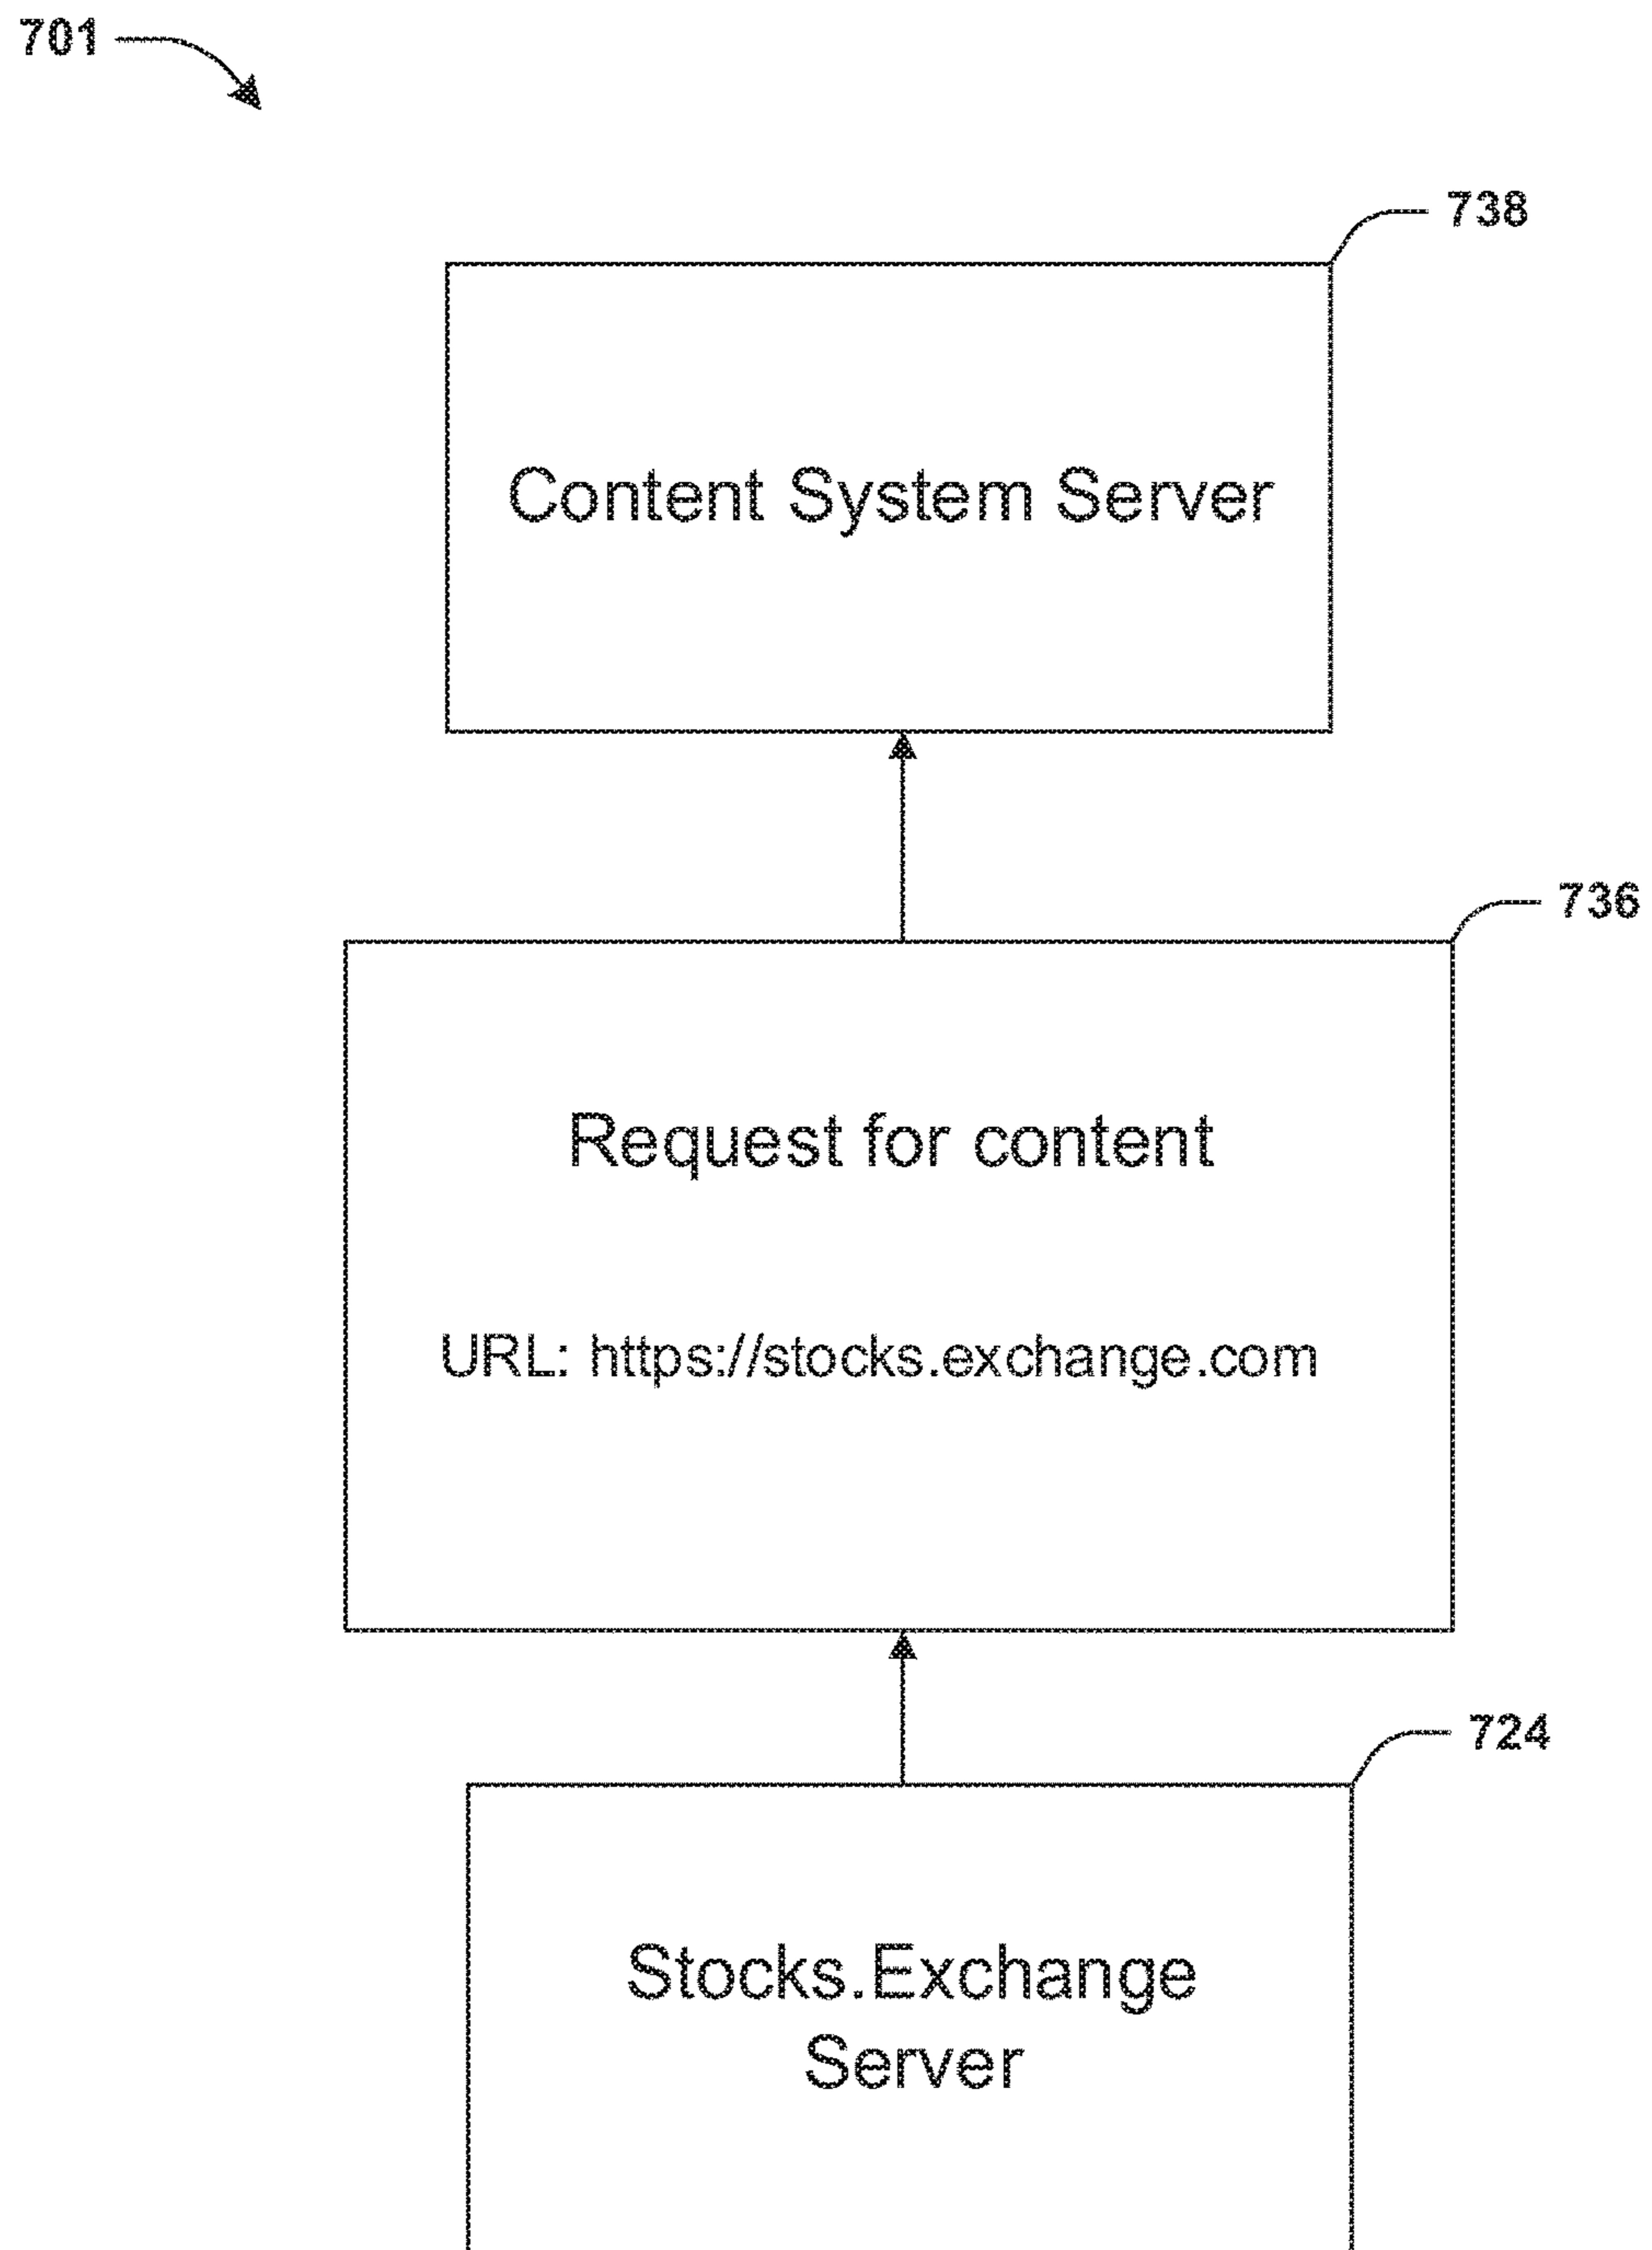 701
738
Content System Server
736
Request for content
URL: https://stocks.exchange.com
724
Stocks.Exchange
Server